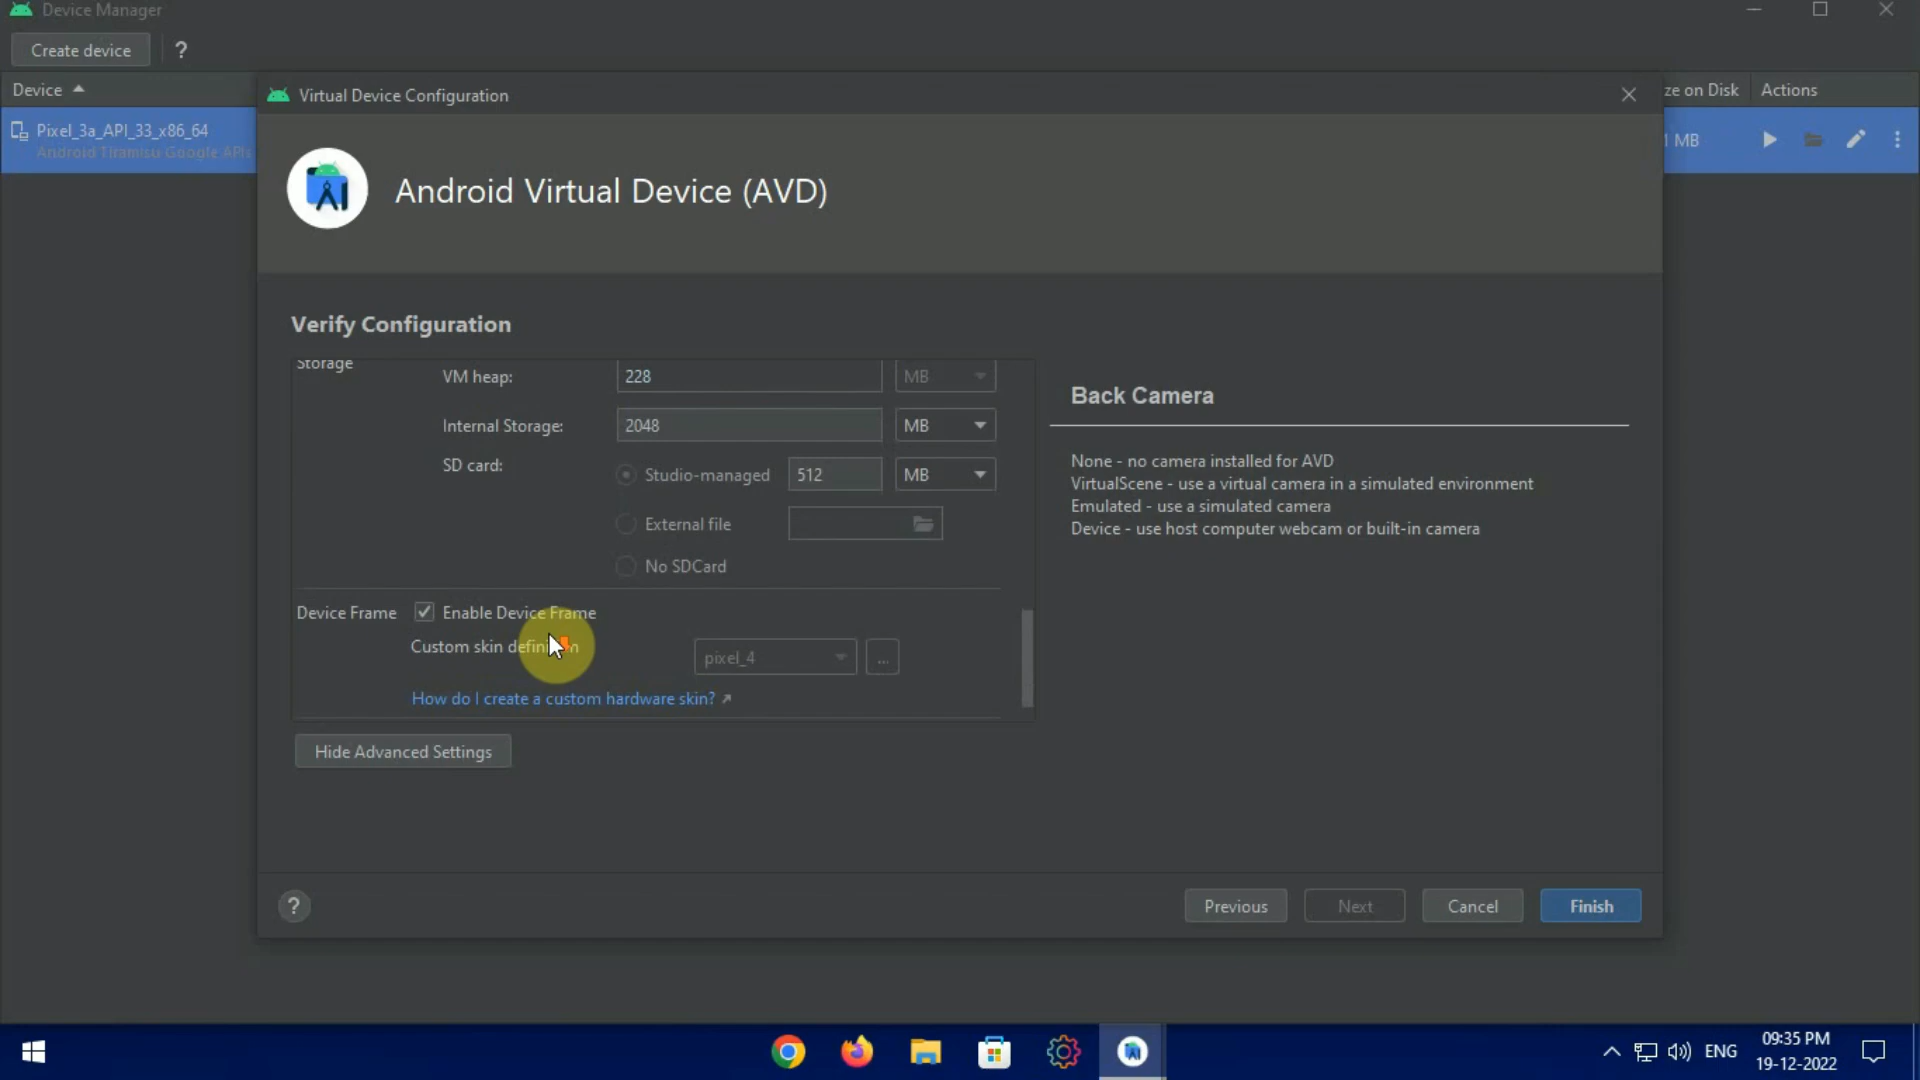 Device Manager
Create device
?
Device
ze on Disk
Actions
Pixel_3a_API_33_x86_64
Android Tiramisu Google APIs
MB
Virtual Device Configuration
Android Virtual Device (AVD)
Verify Configuration
Storage
VM heap:
228
MB
Internal Storage:
2048
MB
SD card:
Studio-managed
512
MB
External file
No SDCard
Device Frame
Enable Device Frame
Custom skin definition
pixel_4
...
How do I create a custom hardware skin?
Hide Advanced Settings
Back Camera
None - no camera installed for AVD
VirtualScene - use a virtual camera in a simulated environment
Emulated - use a simulated camera
Device - use host computer webcam or built-in camera
?
Previous
Next
Cancel
Finish
ENG
09:35 PM
19-12-2022